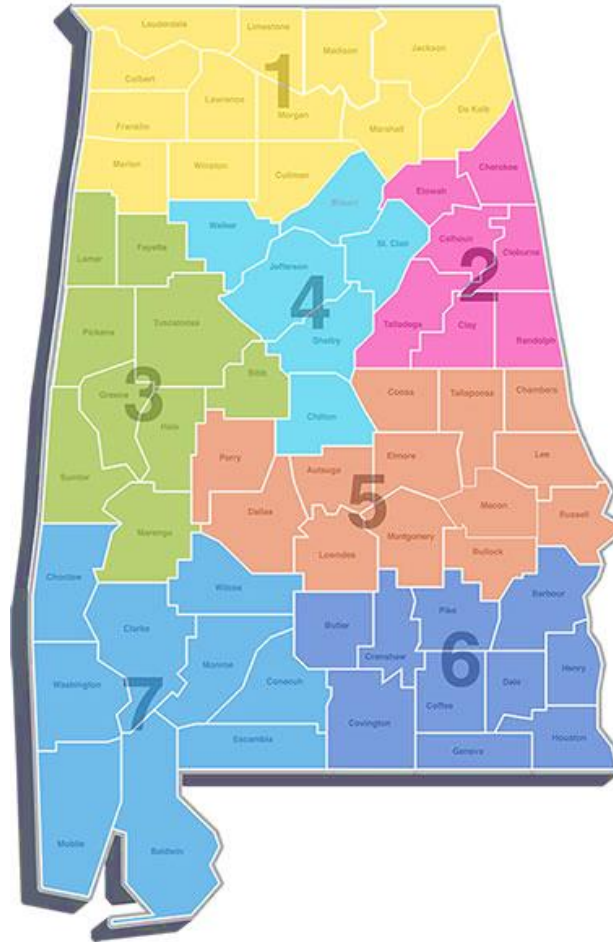 Lauderdale
Limestone
Madison
Jackson
Colbert
Lawrence
1
Morgan
De Kalb
Franklin
Marshall
Marion
Winston
Cullman
Cherokee
Etowah
Blount
Walker
St. Clair
Calhoun
Cleburne
Lamar
Fayette
Jefferson
2
4
Pickens
Tuscaloosa
Talladega
Clay
Randolph
Shelby
Bibb
Greene
3
Hale
Coosa
Tallapoosa
Chambers
Chilton
Perry
Autauga
Elmore
Lee
Sumter
5
Dallas
Macon
Russell
Marengo
Montgomery
Lowndes
Bullock
Choctaw
Wilcox
Barbour
Pike
Clarke
Butler
Crenshaw
6
Monroe
Conecuh
Henry
Washington
7
Dale
Coffee
Covington
Escambia
Houston
Geneva
Mobile
Baldwin